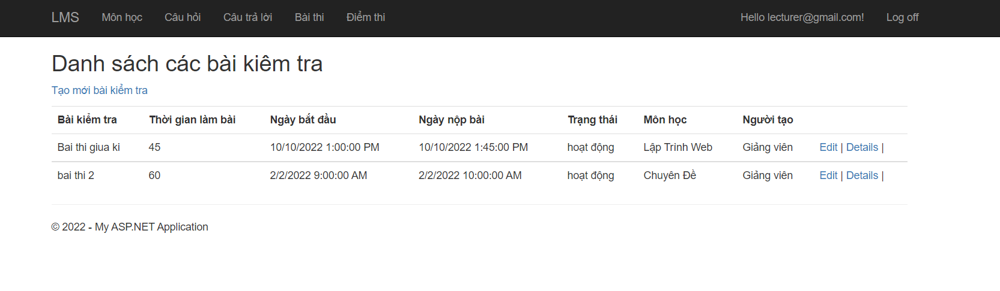 LMS Môn học Câu hỏi Câu trả lời Bài thi Điểm thi Hello lecturer@gmail.com! Log off
Danh sách các bài kiêm tra
Tạo mới bài kiểm tra
Bài kiểm tra Thời gian làm bài Ngày bắt đầu Ngày nộp bài Trạng thái Môn học Người tạo
Bai thi giua ki 45 10/10/2022 1:00:00 PM 10/10/2022 1:45:00 PM hoạt động Lập Trình Web Giảng viên Edit | Details |
bai thi 2 60 2/2/2022 9:00:00 AM 2/2/2022 10:00:00 AM hoạt động Chuyên Đề Giảng viên Edit | Details |
© 2022 - My ASP.NET Application